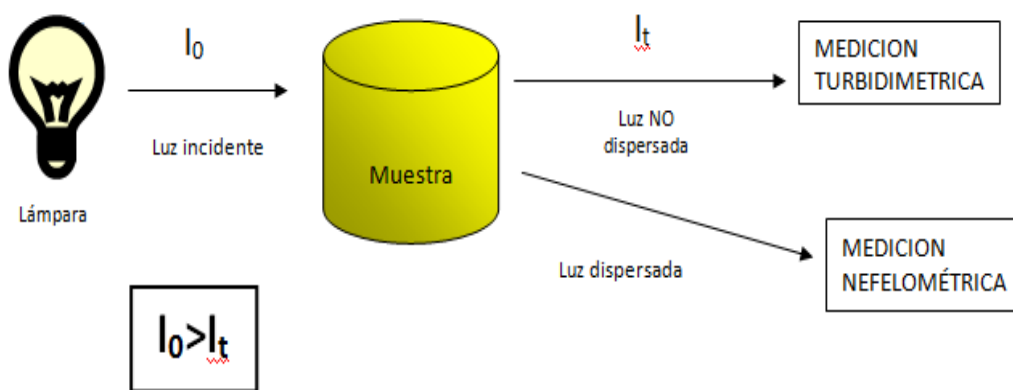 I₀
Luz incidente
Lámpara
Muestra
Iₜ
Luz NO
dispersada
Luz dispersada
MEDICION
TURBIDIMETRICA
MEDICION
NEFELOMÉTRICA
I₀>Iₜ